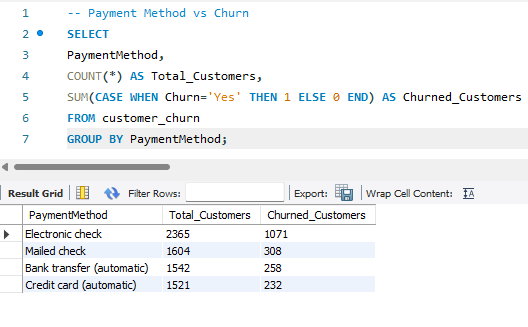 1 -- Payment Method vs Churn
2 SELECT
3 PaymentMethod,
4 COUNT(*) AS Total_Customers,
5 SUM(CASE WHEN Churn='Yes' THEN 1 ELSE 0 END) AS Churned_Customers
6 FROM customer_churn
7 GROUP BY PaymentMethod;
Result Grid Filter Rows: Export: Wrap Cell Content: IA
PaymentMethod Total_Customers Churned_Customers
Electronic check 2365 1071
Mailed check 1604 308
Bank transfer (automatic) 1542 258
Credit card (automatic) 1521 232